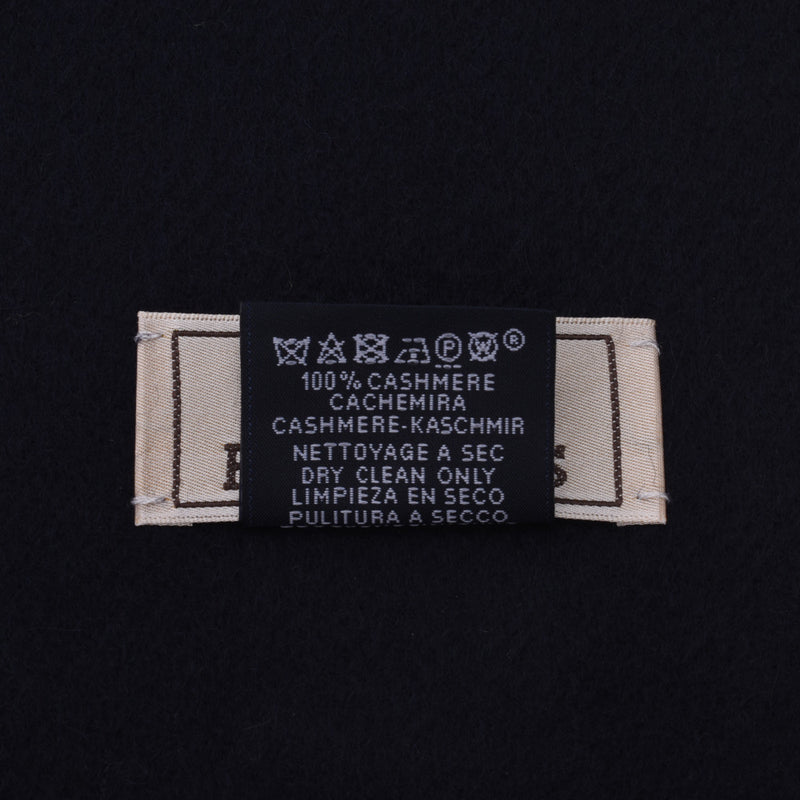 P W ®
100% CASHMERE
CACHEMIRA
CASHMERE-KASCHMIR
NETTOYAGE A SEC
DRY CLEAN ONLY
LIMPIEZA EN SECO
PULITURA A SECCO